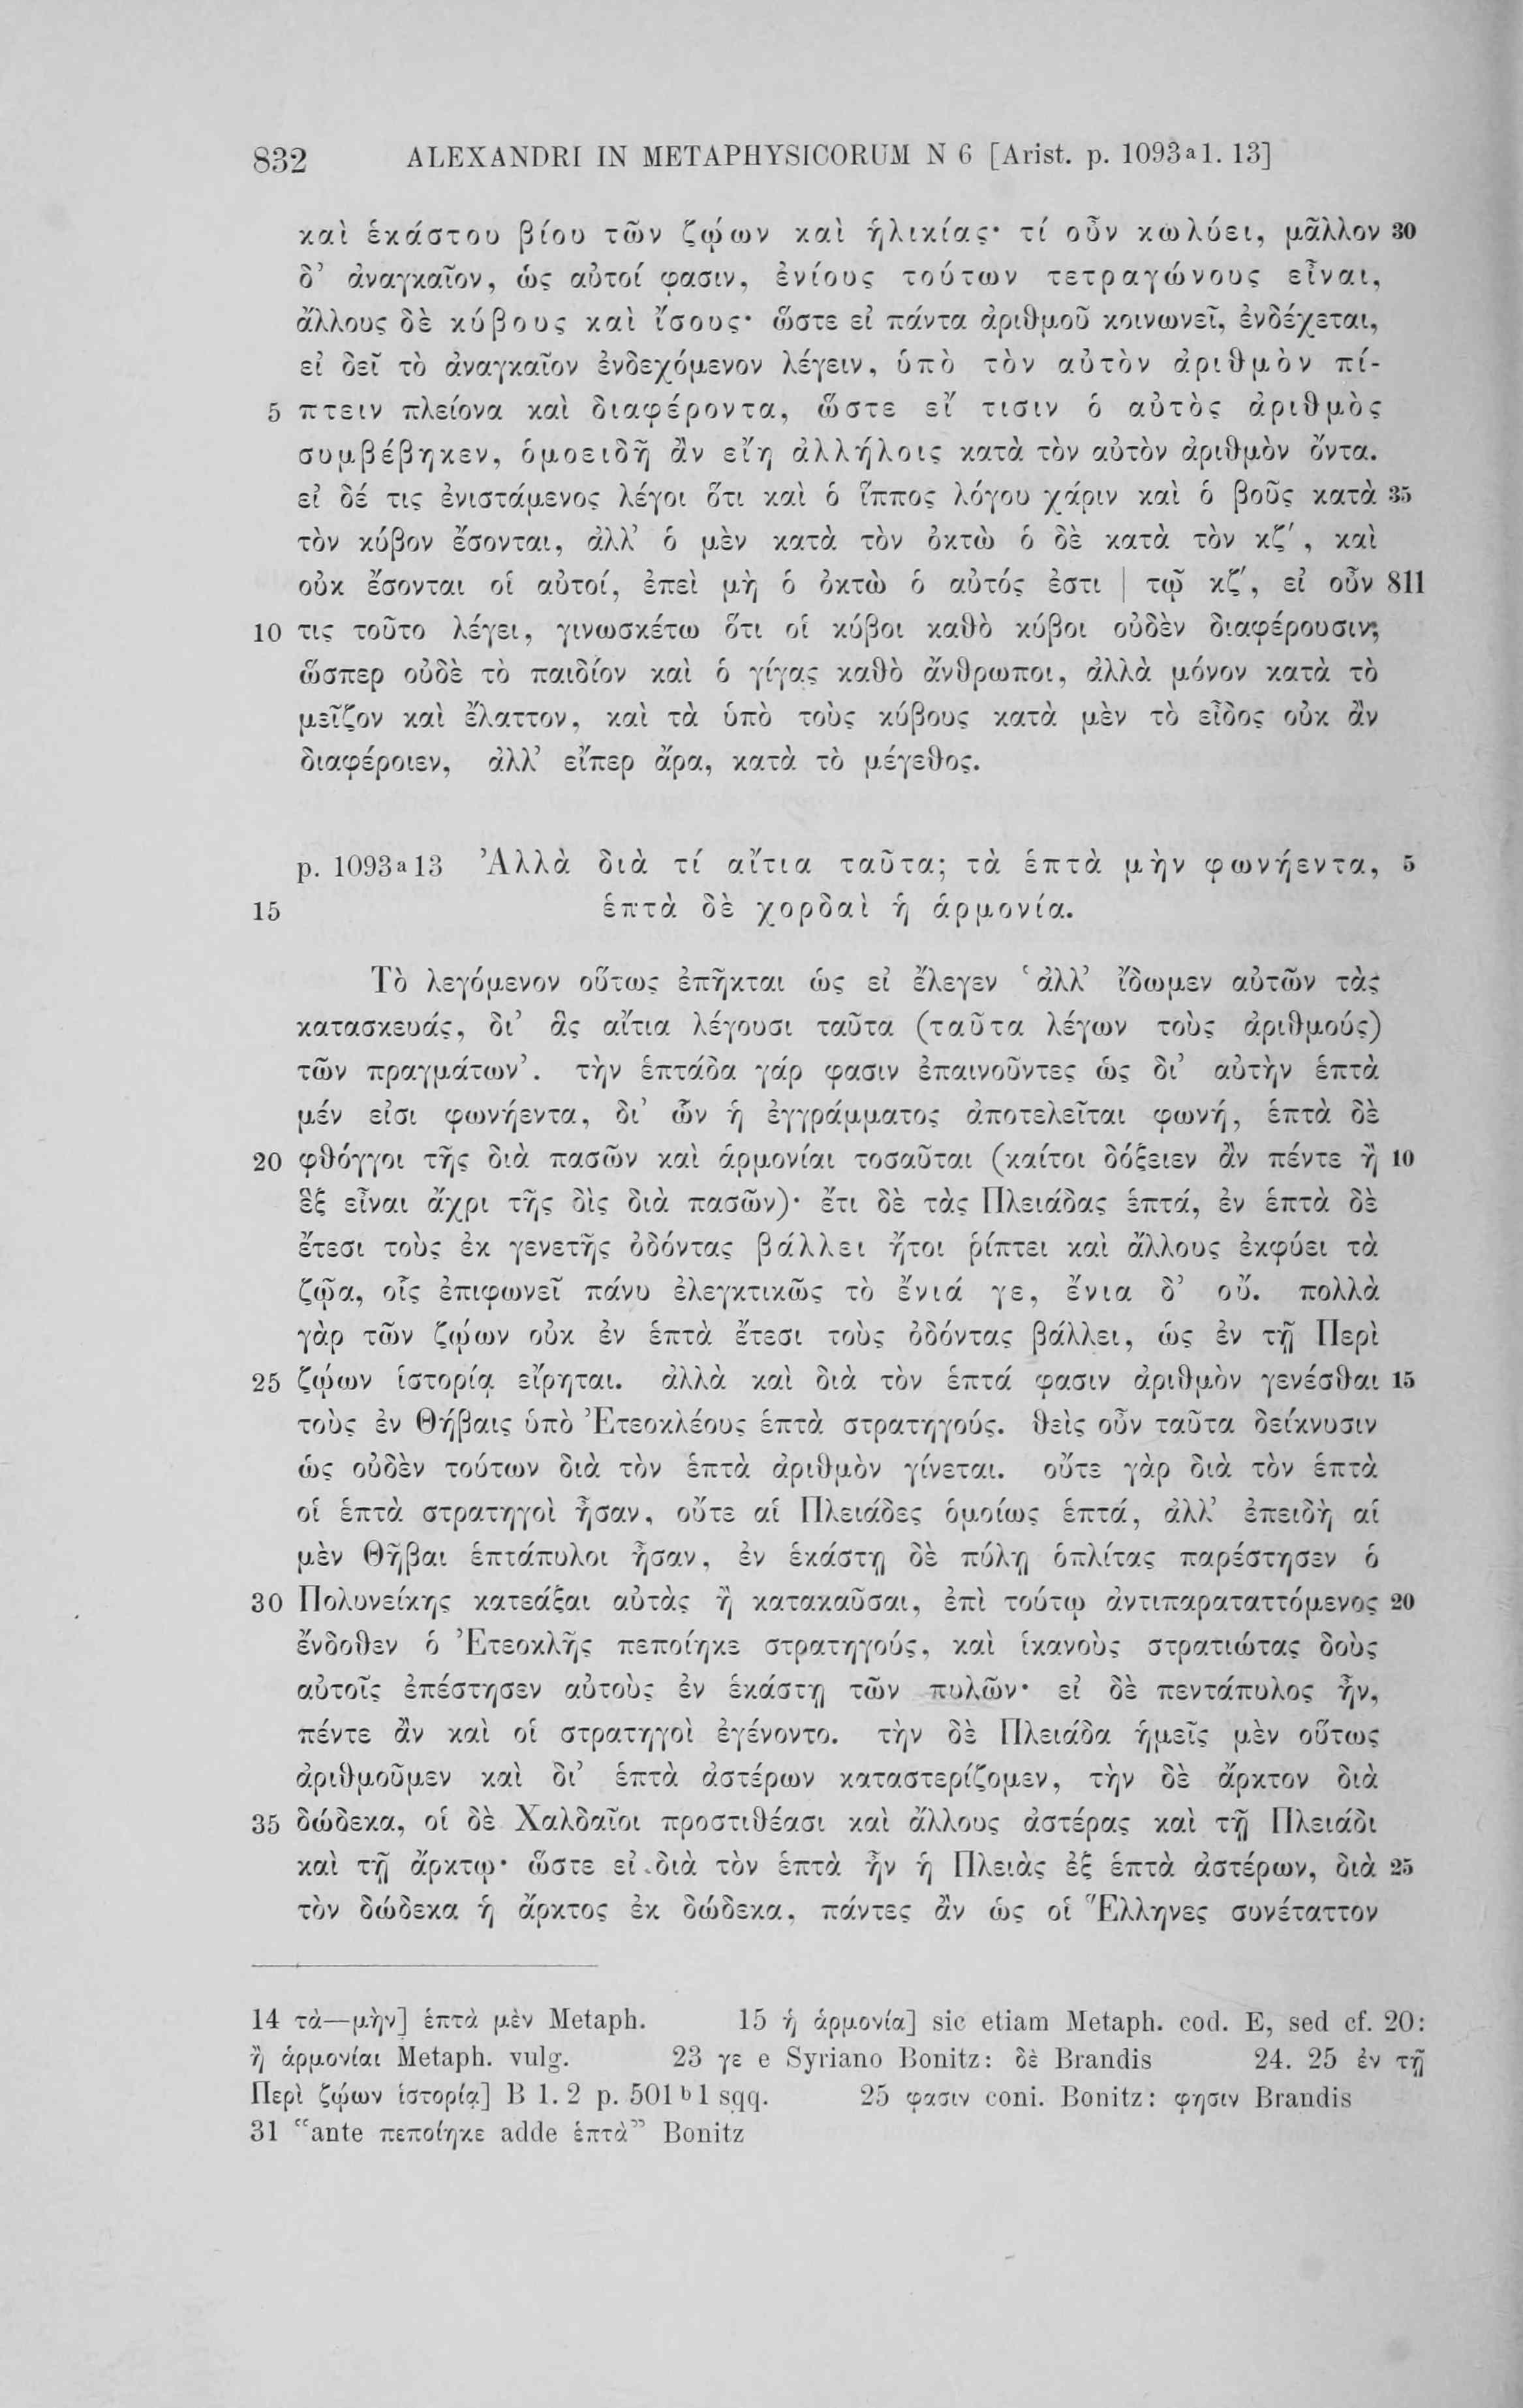 832 ALEXANDRI IN METAPHYSICORUM N 6 [Arist. p. 1093a1. 13]
καὶ ἑκάστου βίου τῶν ζῴων καὶ ἡλικίας· τί οὖν κωλύει, μᾶλλον 30
δ’ ἀναγκαῖον, ὡς αὐτοί φασιν, ἐνίους τούτων τετραγώνους εἶναι,
ἄλλους δὲ κύβους καὶ ἴσους· ὥστε εἰ πάντα ἀριθμοῦ κοινωνεῖ, ἐνδέχεται,
εἰ δεῖ τὸ ἀναγκαῖον ἐνδεχόμενον λέγειν, ὑπὸ τὸν αὐτὸν ἀριθμὸν πί-
5 πτειν πλείονα καὶ διαφέροντα, ὥστε εἴ τισιν ὁ αὐτὸς ἀριθμὸς
συμβέβηκεν, ὁμοειδῆ ἂν εἴη ἀλλήλοις κατὰ τὸν αὐτὸν ἀριθμὸν ὄντα.
εἰ δέ τις ἐνιστάμενος λέγοι ὅτι καὶ ὁ ἵππος λόγου χάριν καὶ ὁ βοῦς κατὰ 35
τὸν κύβον ἔσονται, ἀλλ’ ὁ μὲν κατὰ τὸν ὀκτὼ ὁ δὲ κατὰ τὸν κζ′, καὶ
οὐκ ἔσονται οἱ αὐτοί, ἐπεὶ μὴ ὁ ὀκτὼ ὁ αὐτός ἐστι | τῷ κζ′, εἰ οὖν 811
10 τις τοῦτο λέγει, γινωσκέτω ὅτι οἱ κύβοι καθὸ κύβοι οὐδὲν διαφέρουσιν,
ὥσπερ οὐδὲ τὸ παιδίον καὶ ὁ γίγας καθὸ ἄνθρωποι, ἀλλὰ μόνον κατὰ τὸ
μεῖζον καὶ ἔλαττον, καὶ τὰ ὑπὸ τοὺς κύβους κατὰ μὲν τὸ εἶδος οὐκ ἂν
διαφέροιεν, ἀλλ’ εἴπερ ἄρα, κατὰ τὸ μέγεθος.
p. 1093a13 Ἀλλὰ διὰ τί αἴτια ταῦτα; τὰ ἑπτὰ μὴν φωνήεντα, 5
15 ἑπτὰ δὲ χορδαὶ ἡ ἁρμονία.
Τὸ λεγόμενον οὕτως ἐπῆκται ὡς εἰ ἔλεγεν ‘ἀλλ’ ἴδωμεν αὐτῶν τὰς
κατασκευάς, δι’ ἃς αἴτια λέγουσι ταῦτα (ταῦτα λέγων τοὺς ἀριθμούς)
τῶν πραγμάτων’. τὴν ἑπτάδα γάρ φασιν ἐπαινοῦντες ὡς δι’ αὐτὴν ἑπτὰ
μέν εἰσι φωνήεντα, δι’ ὧν ἡ ἐγγράμματος ἀποτελεῖται φωνή, ἑπτὰ δὲ
20 φθόγγοι τῆς διὰ πασῶν καὶ ἁρμονίαι τοσαῦται (καίτοι δόξειεν ἂν πέντε ἢ 10
ἓξ εἶναι ἄχρι τῆς δὶς διὰ πασῶν)· ἔτι δὲ τὰς Πλειάδας ἑπτά, ἐν ἑπτὰ δὲ
ἔτεσι τοὺς ἐκ γενετῆς ὀδόντας βάλλει ἤτοι ῥίπτει καὶ ἄλλους ἐκφύει τὰ
ζῷα, οἷς ἐπιφωνεῖ πάνυ ἐλεγκτικῶς τὸ ἔνιά γε, ἔνια δ’ οὔ. πολλὰ
γὰρ τῶν ζῴων οὐκ ἐν ἑπτὰ ἔτεσι τοὺς ὀδόντας βάλλει, ὡς ἐν τῇ Περὶ
25 ζῴων ἱστορίᾳ εἴρηται. ἀλλὰ καὶ διὰ τὸν ἑπτά φασιν ἀριθμὸν γενέσθαι 15
τοὺς ἐν Θήβαις ὑπὸ Ἐτεοκλέους ἑπτὰ στρατηγούς. θεὶς οὖν ταῦτα δείκνυσιν
ὡς οὐδὲν τούτων διὰ τὸν ἑπτὰ ἀριθμὸν γίνεται. οὔτε γὰρ διὰ τὸν ἑπτὰ
οἱ ἑπτὰ στρατηγοὶ ἦσαν, οὔτε αἱ Πλειάδες ὁμοίως ἑπτά, ἀλλ’ ἐπειδὴ αἱ
μὲν Θῆβαι ἑπτάπυλοι ἦσαν, ἐν ἑκάστῃ δὲ πύλῃ ὁπλίτας παρέστησεν ὁ
30 Πολυνείκης κατεάξαι αὐτὰς ἢ κατακαῦσαι, ἐπὶ τούτῳ ἀντιπαραταττόμενος 20
ἔνδοθεν ὁ Ἐτεοκλῆς πεποίηκε στρατηγούς, καὶ ἱκανοὺς στρατιώτας δοὺς
αὐτοῖς ἐπέστησεν αὐτοὺς ἐν ἑκάστῃ τῶν πυλῶν· εἰ δὲ πεντάπυλος ἦν,
πέντε ἂν καὶ οἱ στρατηγοὶ ἐγένοντο. τὴν δὲ Πλειάδα ἡμεῖς μὲν οὕτως
ἀριθμοῦμεν καὶ δι’ ἑπτὰ ἀστέρων καταστερίζομεν, τὴν δὲ ἄρκτον διὰ
35 δώδεκα, οἱ δὲ Χαλδαῖοι προστιθέασι καὶ ἄλλους ἀστέρας καὶ τῇ Πλειάδι
καὶ τῇ ἄρκτῳ· ὥστε εἰ διὰ τὸν ἑπτὰ ἦν ἡ Πλειὰς ἐξ ἑπτὰ ἀστέρων, διὰ 25
τὸν δώδεκα ἡ ἄρκτος ἐκ δώδεκα, πάντες ἂν ὡς οἱ Ἕλληνες συνέταττον
14 τὰ—μὴν] ἑπτὰ μὲν Metaph. 15 ἡ ἁρμονία] sic etiam Metaph. cod. E, sed cf. 20:
ἢ ἁρμονίαι Metaph. vulg. 23 γε e Syriano Bonitz: δὲ Brandis 24. 25 ἐν τῇ
Περὶ ζῴων ἱστορίᾳ] B 1. 2 p. 501b1 sqq. 25 φασιν coni. Bonitz: φησιν Brandis
31 “ante πεποίηκε adde ἑπτὰ” Bonitz